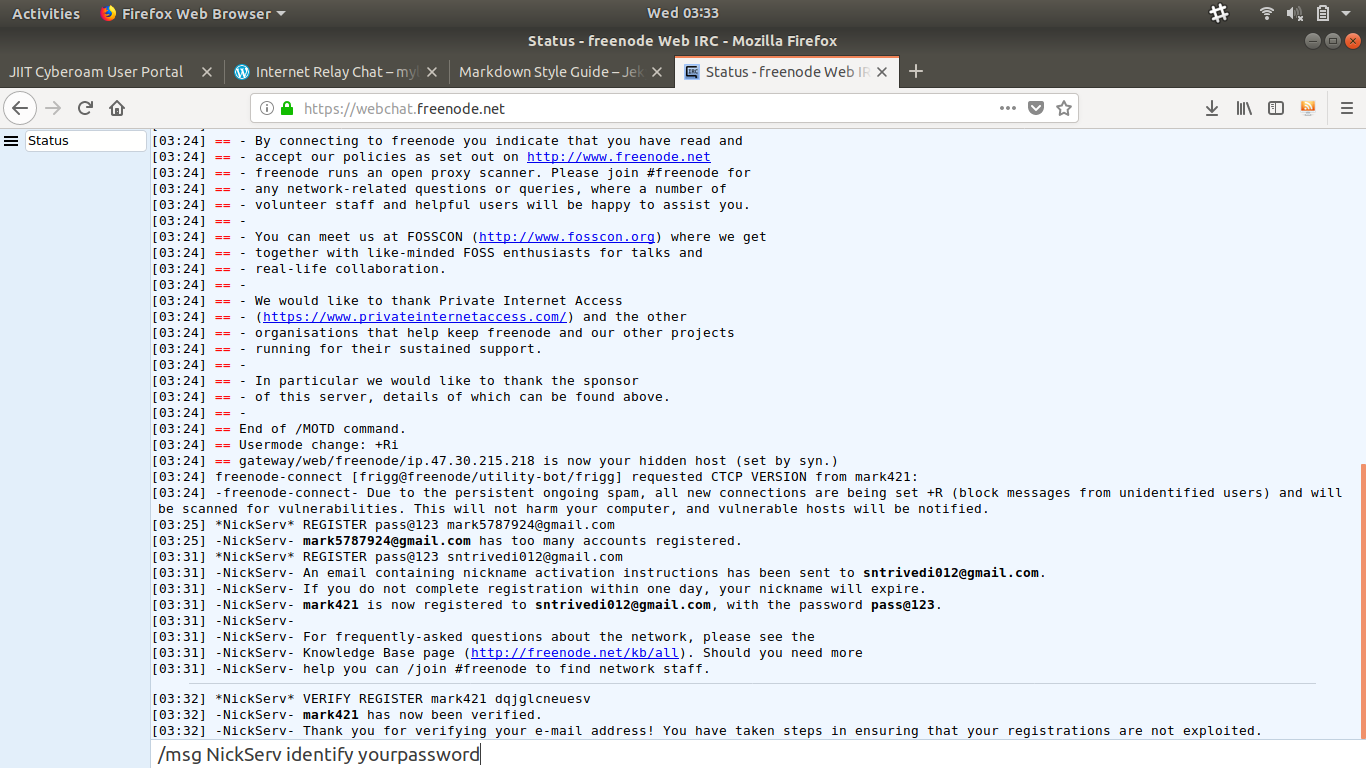 Activities Firefox Web Browser Wed 03:33
Status - freenode Web IRC - Mozilla Firefox
JIIT Cyberoam User Portal Internet Relay Chat – myl Markdown Style Guide – Jek Status - freenode Web IR
https://webchat.freenode.net
Status
[03:24] == - By connecting to freenode you indicate that you have read and
[03:24] == - accept our policies as set out on http://www.freenode.net
[03:24] == - freenode runs an open proxy scanner. Please join #freenode for
[03:24] == - any network-related questions or queries, where a number of
[03:24] == - volunteer staff and helpful users will be happy to assist you.
[03:24] == -
[03:24] == - You can meet us at FOSSCON (http://www.fosscon.org) where we get
[03:24] == - together with like-minded FOSS enthusiasts for talks and
[03:24] == - real-life collaboration.
[03:24] == -
[03:24] == - We would like to thank Private Internet Access
[03:24] == - (https://www.privateinternetaccess.com/) and the other
[03:24] == - organisations that help keep freenode and our other projects
[03:24] == - running for their sustained support.
[03:24] == -
[03:24] == - In particular we would like to thank the sponsor
[03:24] == - of this server, details of which can be found above.
[03:24] == -
[03:24] == End of /MOTD command.
[03:24] == Usermode change: +Ri
[03:24] == gateway/web/freenode/ip.47.30.215.218 is now your hidden host (set by syn.)
[03:24] freenode-connect [frigg@freenode/utility-bot/frigg] requested CTCP VERSION from mark421:
[03:24] -freenode-connect- Due to the persistent ongoing spam, all new connections are being set +R (block messages from unidentified users) and will
be scanned for vulnerabilities. This will not harm your computer, and vulnerable hosts will be notified.
[03:25] *NickServ* REGISTER pass@123 mark5787924@gmail.com
[03:25] -NickServ- mark5787924@gmail.com has too many accounts registered.
[03:31] *NickServ* REGISTER pass@123 sntrivedi012@gmail.com
[03:31] -NickServ- An email containing nickname activation instructions has been sent to sntrivedi012@gmail.com.
[03:31] -NickServ- If you do not complete registration within one day, your nickname will expire.
[03:31] -NickServ- mark421 is now registered to sntrivedi012@gmail.com, with the password pass@123.
[03:31] -NickServ-
[03:31] -NickServ- For frequently-asked questions about the network, please see the
[03:31] -NickServ- Knowledge Base page (http://freenode.net/kb/all). Should you need more
[03:31] -NickServ- help you can /join #freenode to find network staff.
[03:32] *NickServ* VERIFY REGISTER mark421 dqjglcneuesv
[03:32] -NickServ- mark421 has now been verified.
[03:32] -NickServ- Thank you for verifying your e-mail address! You have taken steps in ensuring that your registrations are not exploited.
/msg NickServ identify yourpassword